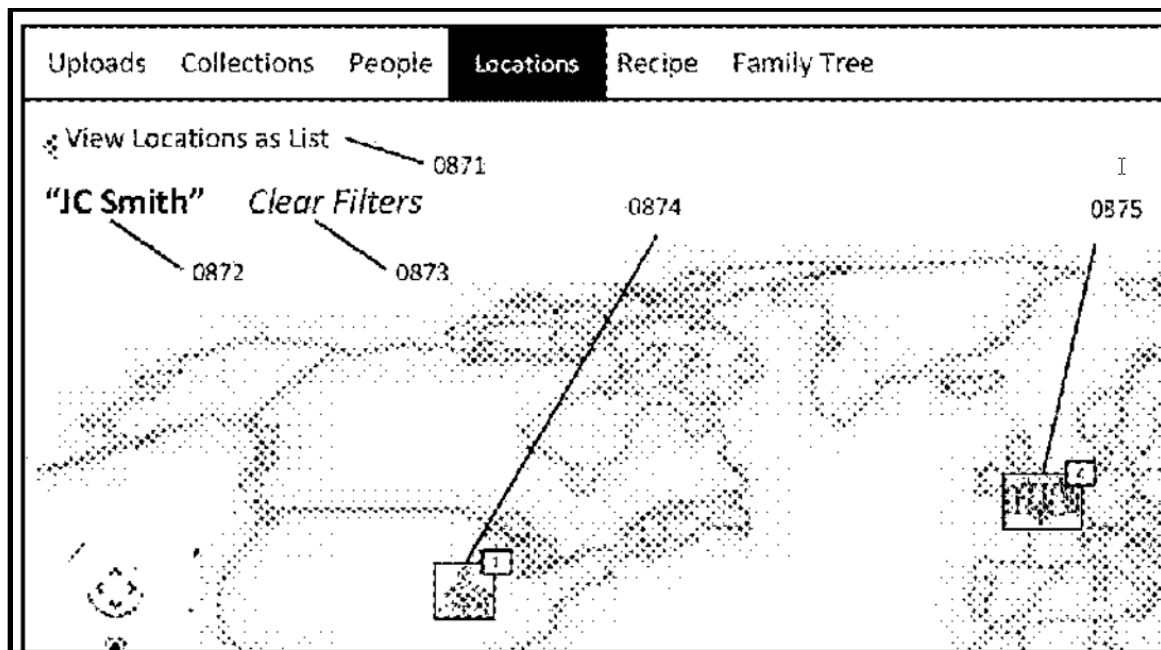 Uploads Collections People Locations Recipe Family Tree
View Locations as List
0871
"JC Smith" Clear Filters
0874
0875
0872
0873
1